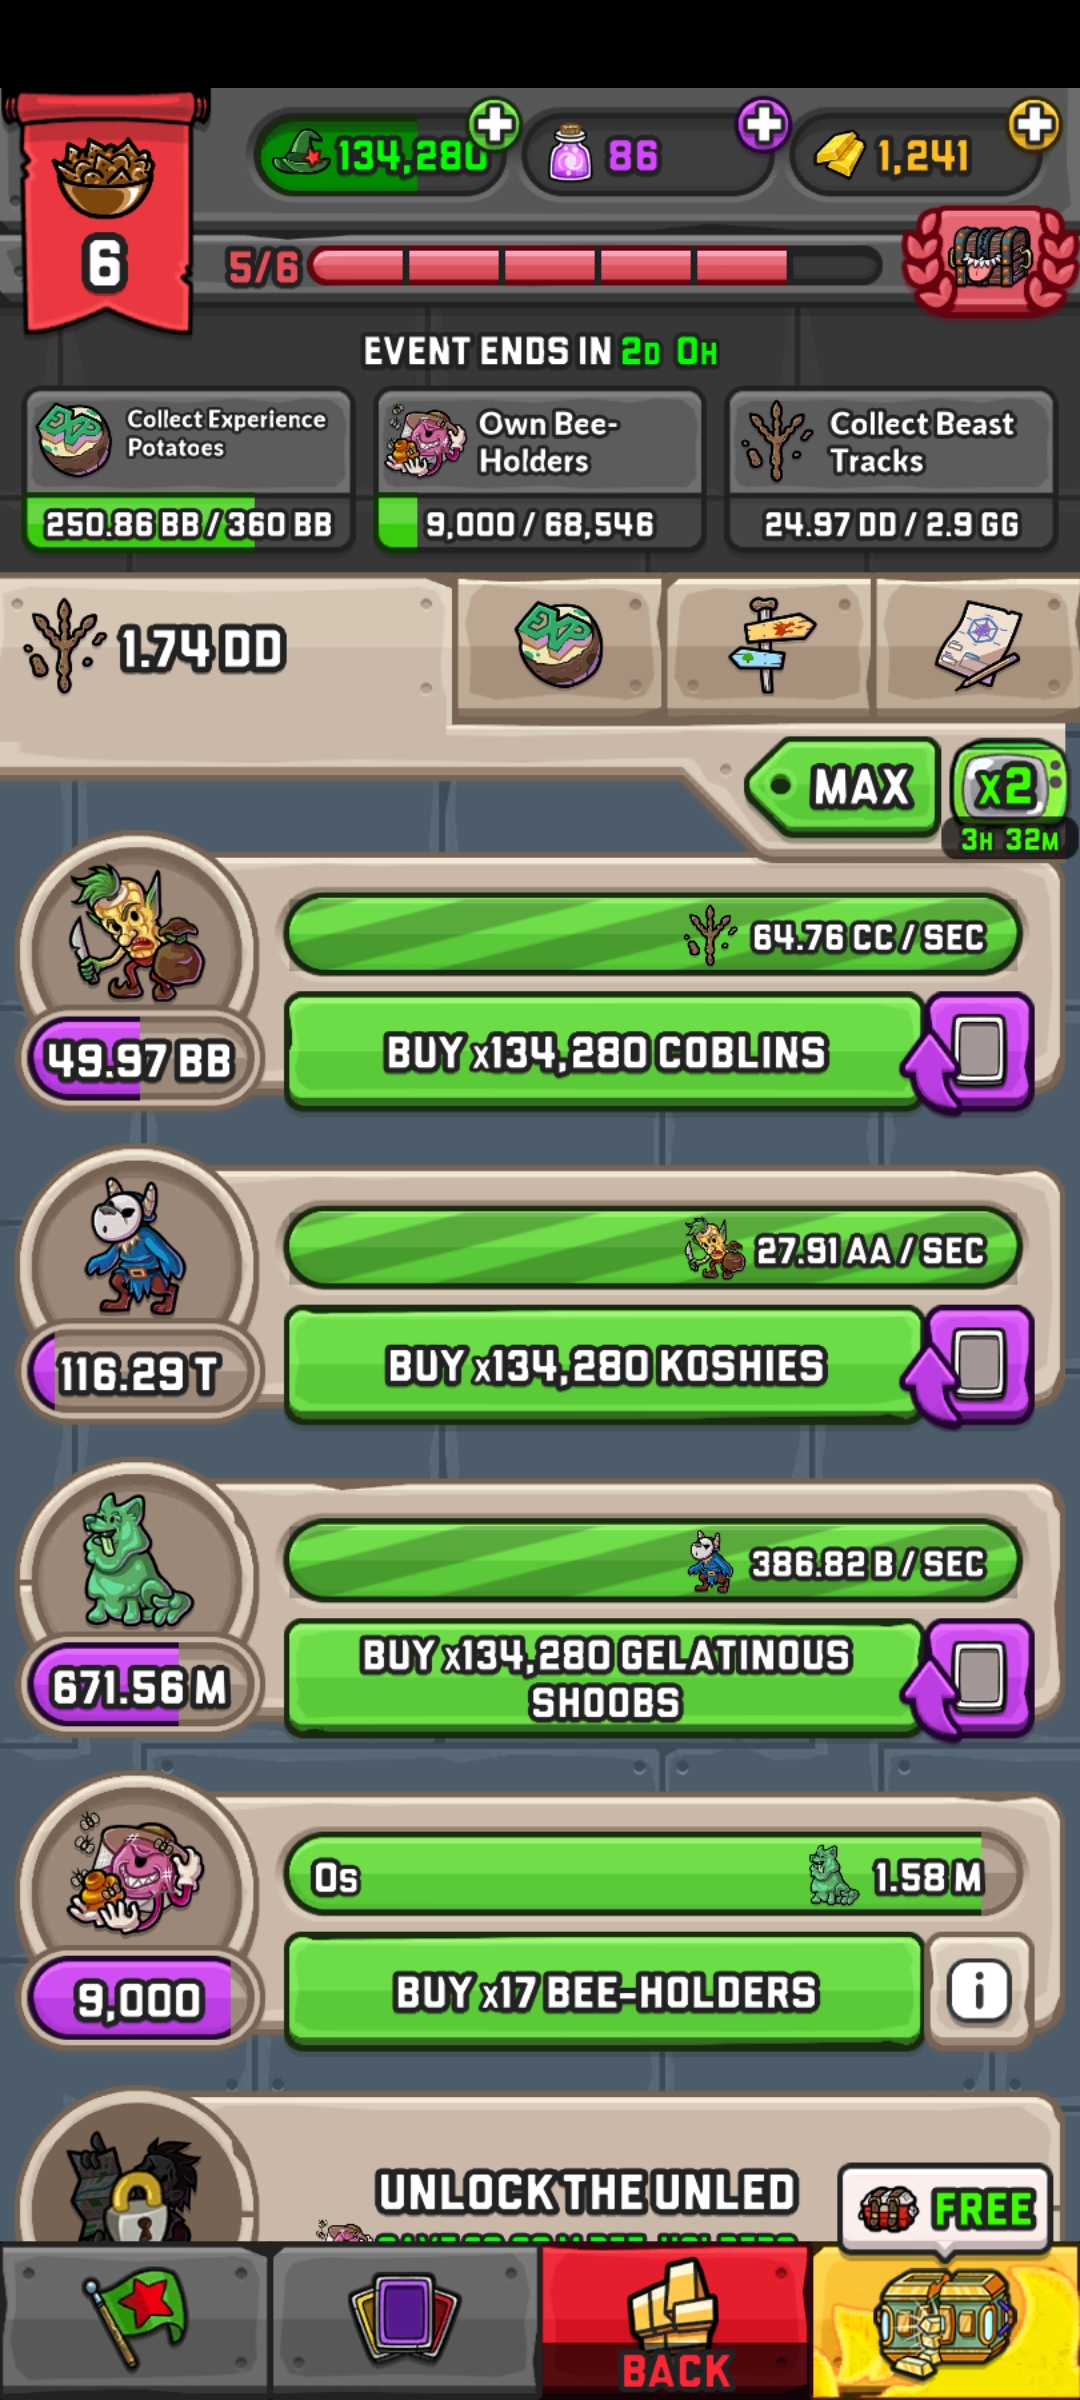 134,280
86
1,241
6
5/6
EVENT ENDS IN 2D 0H
Collect Experience
Potatoes
250.86 BB / 360 BB
Own Bee-
Holders
9,000 / 68,546
Collect Beast
Tracks
24.97 DD / 2.9 GG
1.74 DD
EXP
MAX
x2
3H 32M
64.76 CC / SEC
49.97 BB
BUY x134,280 COBLINS
27.91 AA / SEC
116.29 T
BUY x134,280 KOSHIES
386.82 B / SEC
671.56 M
BUY x134,280 GELATINOUS
SHOOBS
0s
1.58 M
9,000
BUY x17 BEE-HOLDERS
i
UNLOCK THE UNLED
FREE
BACK